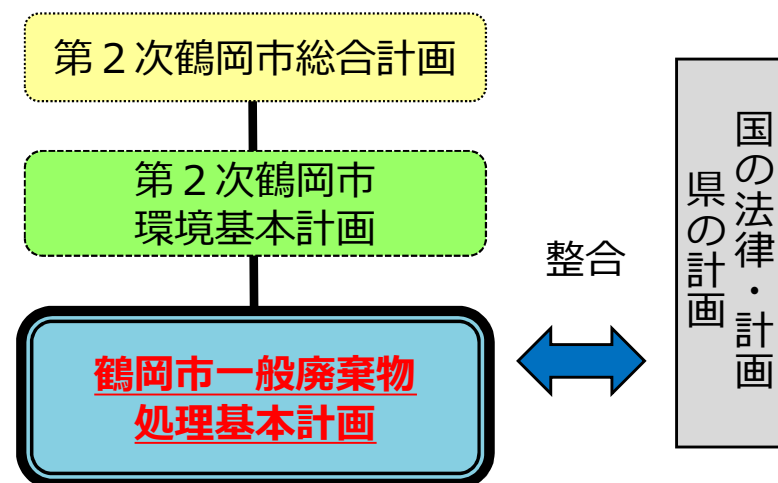 第２次鶴岡市総合計画
第２次鶴岡市
環境基本計画
鶴岡市一般廃棄物
処理基本計画
整合
国の法律・計画
県の計画